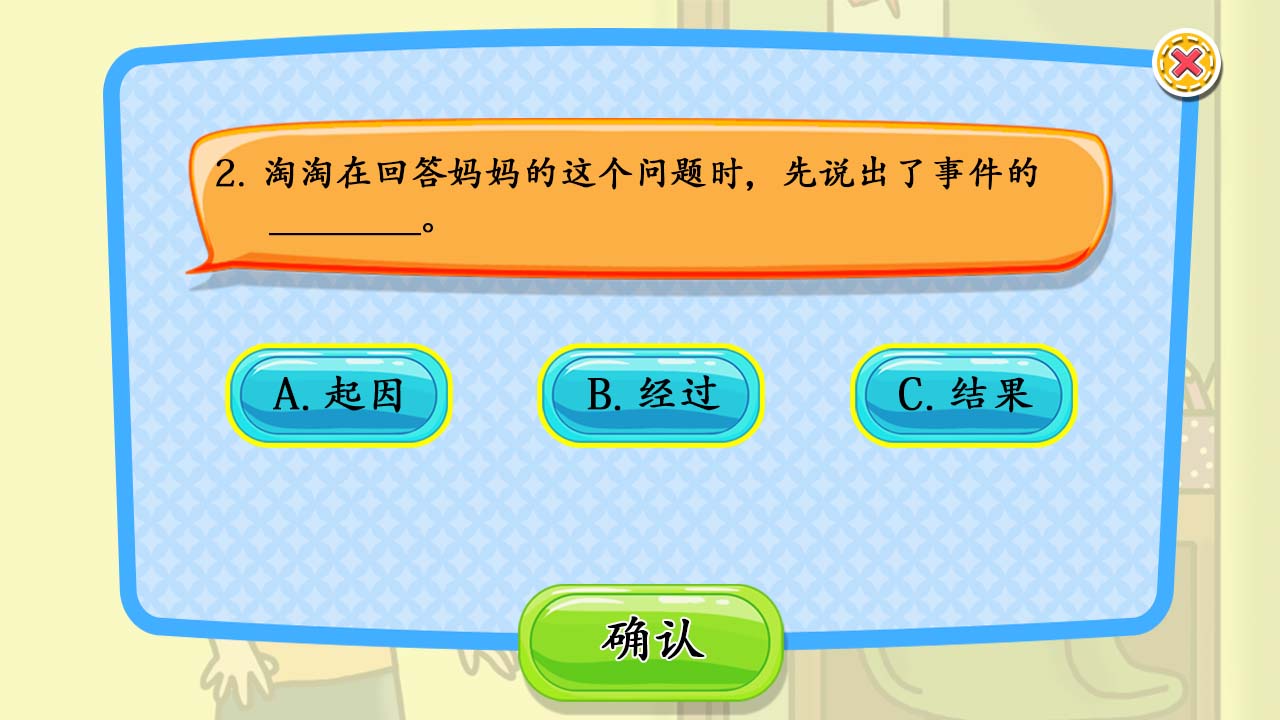 2. 淘淘在回答妈妈的这个问题时，先说出了事件的
________。
A. 起因
B. 经过
C. 结果
确认